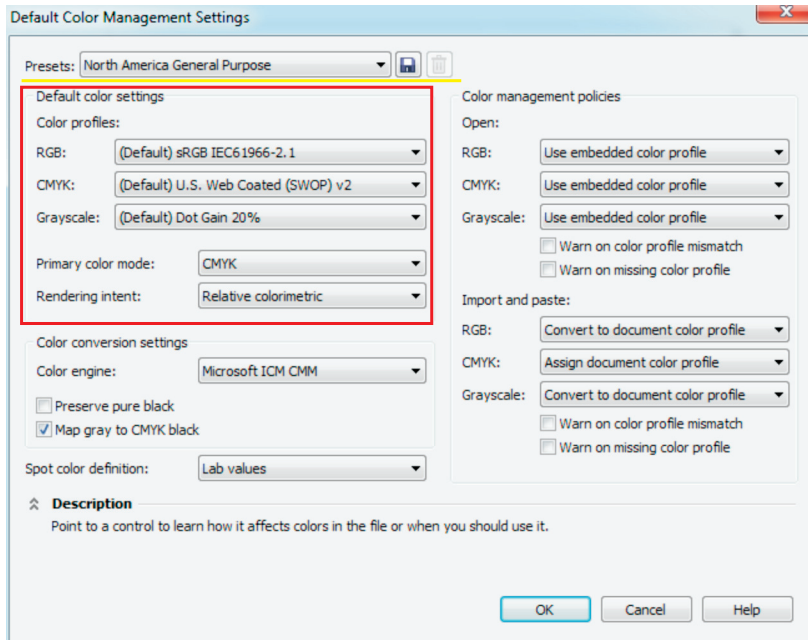 Default Color Management Settings
Presets: North America General Purpose
Default color settings
Color profiles:
RGB: (Default) sRGB IEC61966-2.1
CMYK: (Default) U.S. Web Coated (SWOP) v2
Grayscale: (Default) Dot Gain 20%
Primary color mode: CMYK
Rendering intent: Relative colorimetric
Color conversion settings
Color engine: Microsoft ICM CMM
Preserve pure black
Map gray to CMYK black
Spot color definition: Lab values
Color management policies
Open:
RGB: Use embedded color profile
CMYK: Use embedded color profile
Grayscale: Use embedded color profile
Warn on color profile mismatch
Warn on missing color profile
Import and paste:
RGB: Convert to document color profile
CMYK: Assign document color profile
Grayscale: Convert to document color profile
Warn on color profile mismatch
Warn on missing color profile
Description
Point to a control to learn how it affects colors in the file or when you should use it.
OK Cancel Help